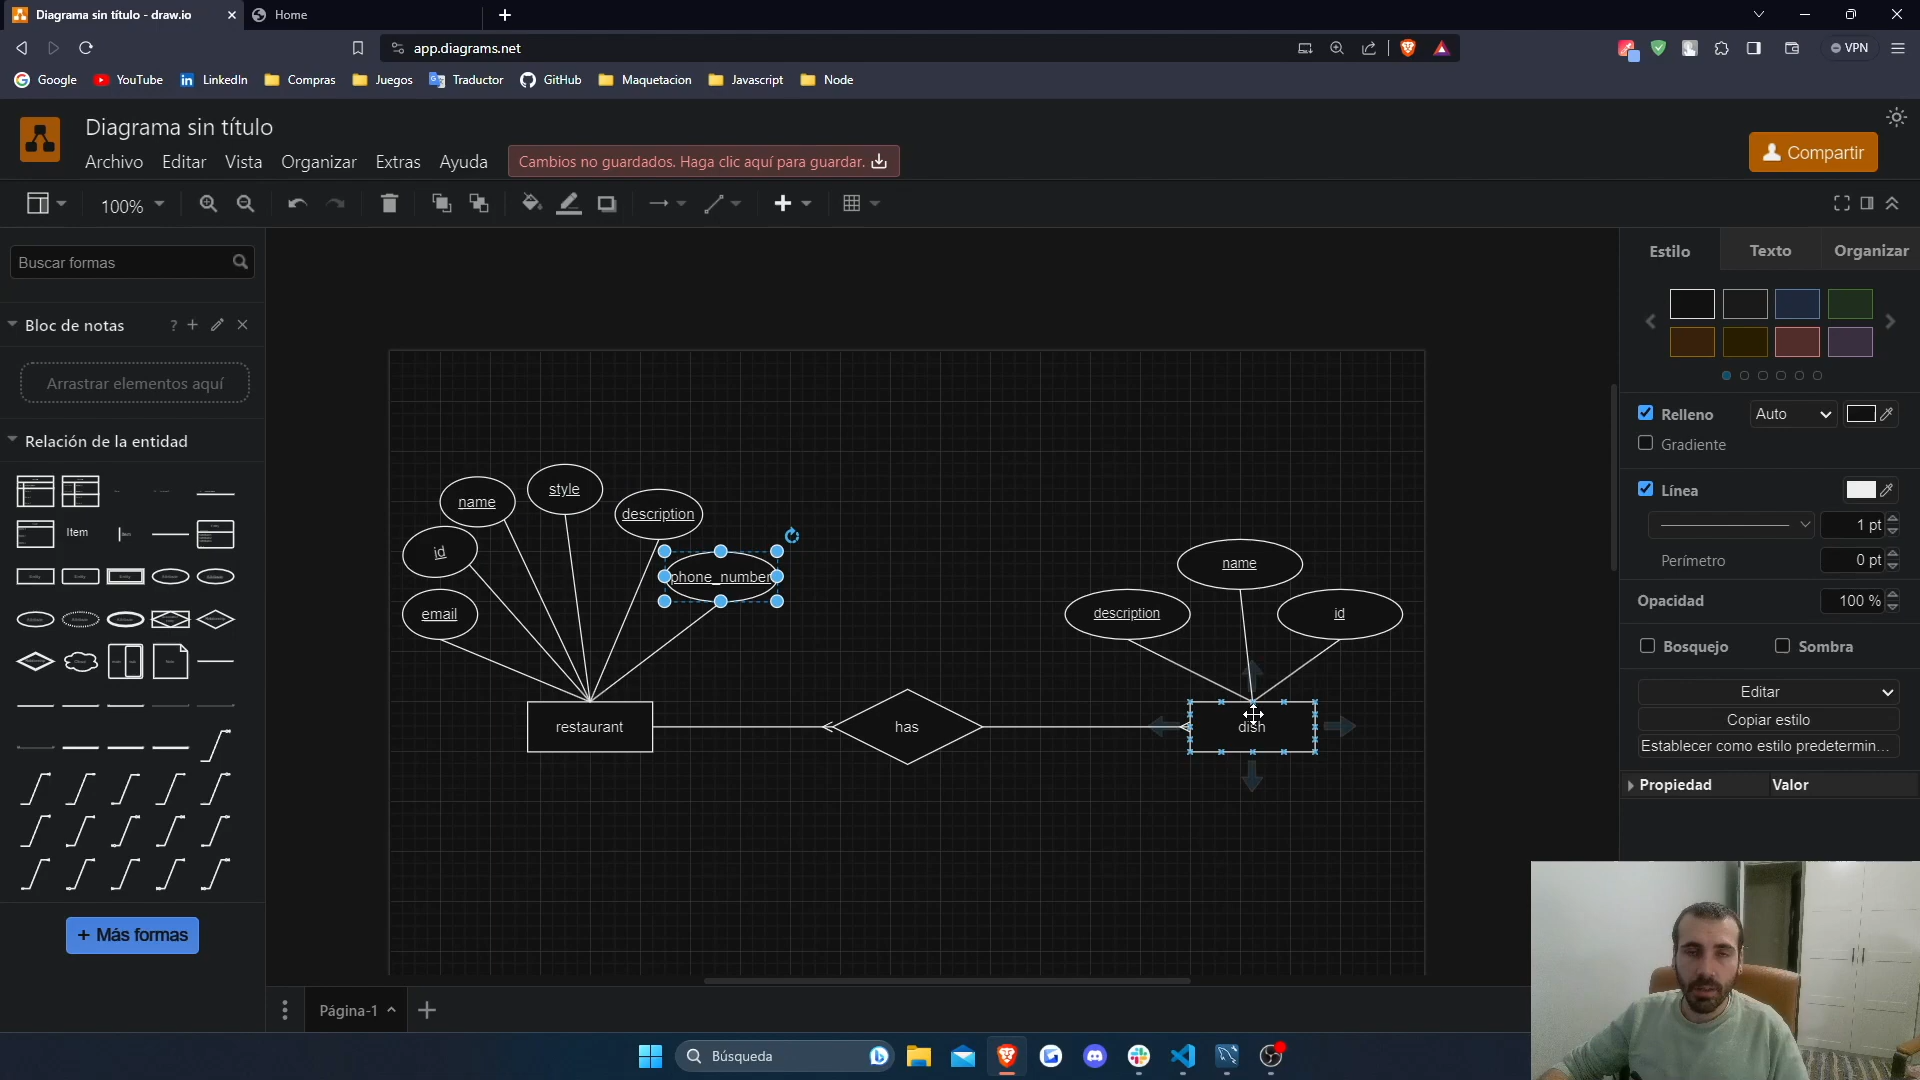 Diagrama sin título - draw.io
Home
app.diagrams.net
VPN
Google
YouTube
LinkedIn
Compras
Juegos
Traductor
GitHub
Maquetacion
Javascript
Node
Diagrama sin título
Archivo
Editar
Vista
Organizar
Extras
Ayuda
Cambios no guardados. Haga clic aquí para guardar.
Compartir
100%
Buscar formas
Estilo
Texto
Organizar
Bloc de notas
?
Arrastrar elementos aquí
Relación de la entidad
Item
Relleno
Auto
Gradiente
Línea
1 pt
Perímetro
0 pt
Opacidad
100 %
Bosquejo
Sombra
Editar
Copiar estilo
Establecer como estilo predetermin...
Propiedad
Valor
name
style
description
id
phone_number
email
name
description
id
restaurant
has
dish
+ Más formas
Página-1
Búsqueda